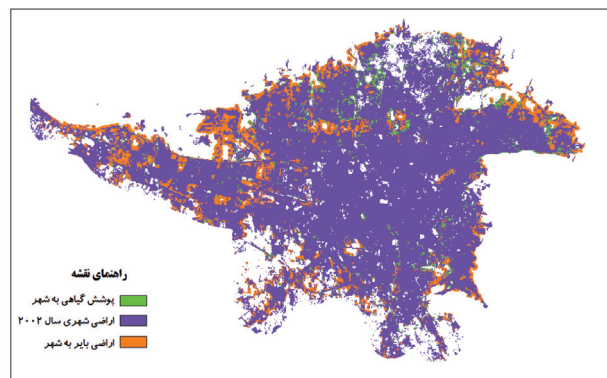 راهنمای نقشه
پوشش گیاهی به شهر
اراضی شهری سال ۲۰۰۲
اراضی بایر به شهر